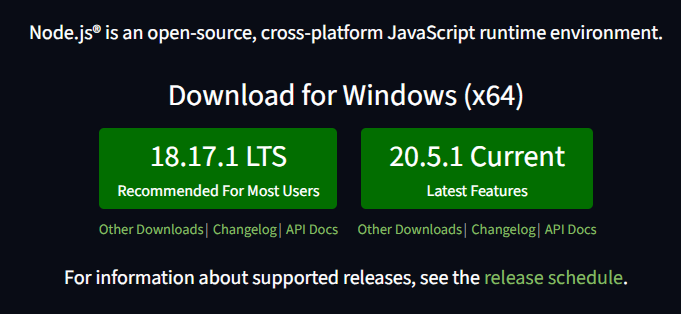 Node.js® is an open-source, cross-platform JavaScript runtime environment.
Download for Windows (x64)
18.17.1 LTS
Recommended For Most Users
20.5.1 Current
Latest Features
Other Downloads| Changelog| API Docs
Other Downloads| Changelog| API Docs
For information about supported releases, see the release schedule.